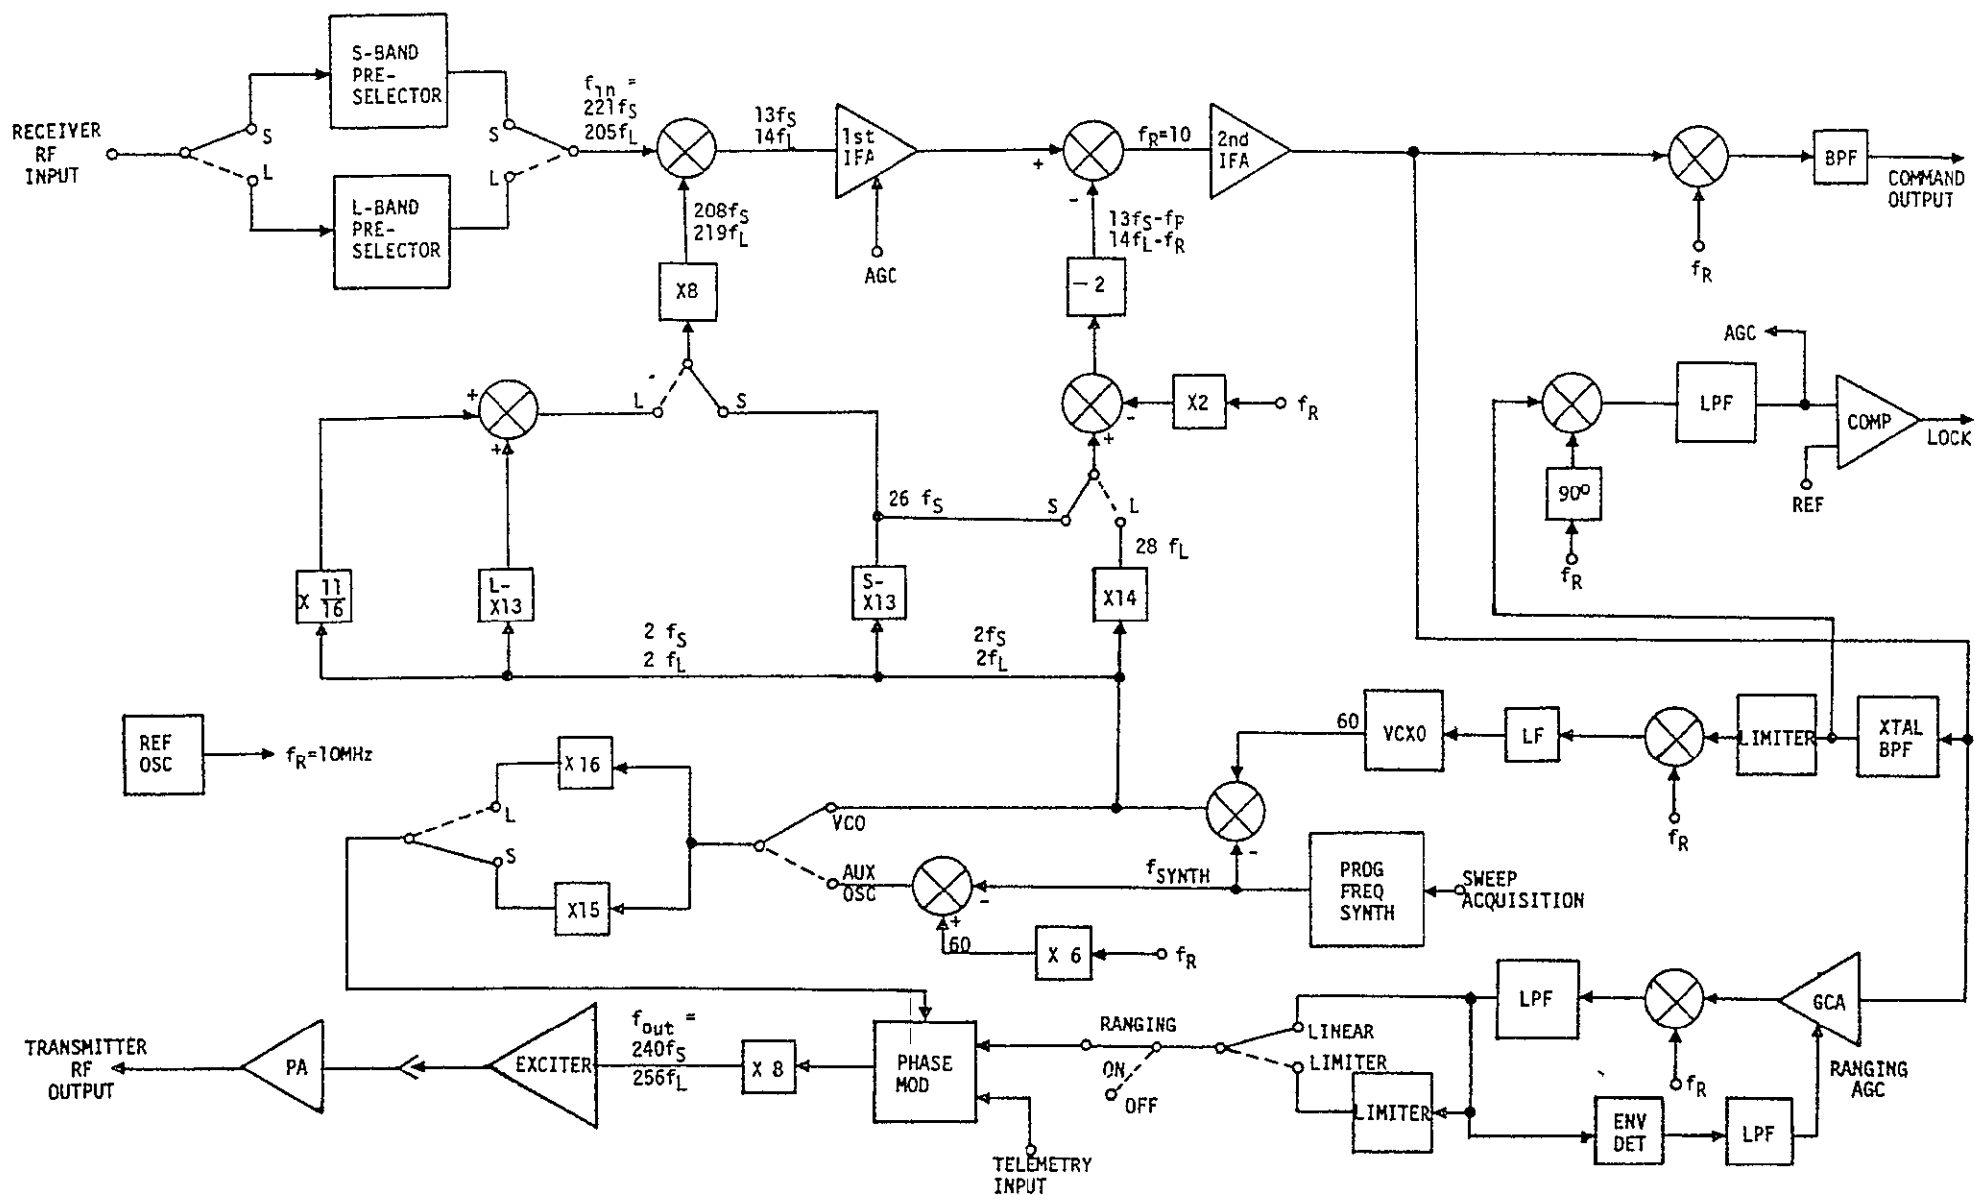 S-BAND
PRE-
SELECTOR
RECEIVER
RF
INPUT
S
L
S
L
L-BAND
PRE-
SELECTOR
fin =
221fS
205fL
13fS
14fL
1st
IFA
AGC
208fS
219fL
X8
+
-
fR=10
2nd
IFA
13fS-fP
14fL-fR
— 2
BPF
COMMAND
OUTPUT
fR
AGC
LPF
COMP
LOCK
REF
90°
fR
+
+
L
S
-
+
X2
fR
26 fS
S
L
28 fL
X 11/16
L-
X13
S-
X13
X14
2 fS
2 fL
2fS
2fL
REF
OSC
fR=10MHz
X16
L
S
X15
VCO
AUX
OSC
60
VCXO
LF
LIMITER
XTAL
BPF
fR
-
fSYNTH
PROG
FREQ
SYNTH
SWEEP
ACQUISITION
-
+
60
X 6
fR
TRANSMITTER
RF
OUTPUT
PA
EXCITER
fout =
240fS
256fL
X 8
PHASE
MOD
TELEMETRY
INPUT
RANGING
ON
OFF
LINEAR
LIMITER
LIMITER
LPF
fR
GCA
RANGING
AGC
ENV
DET
LPF